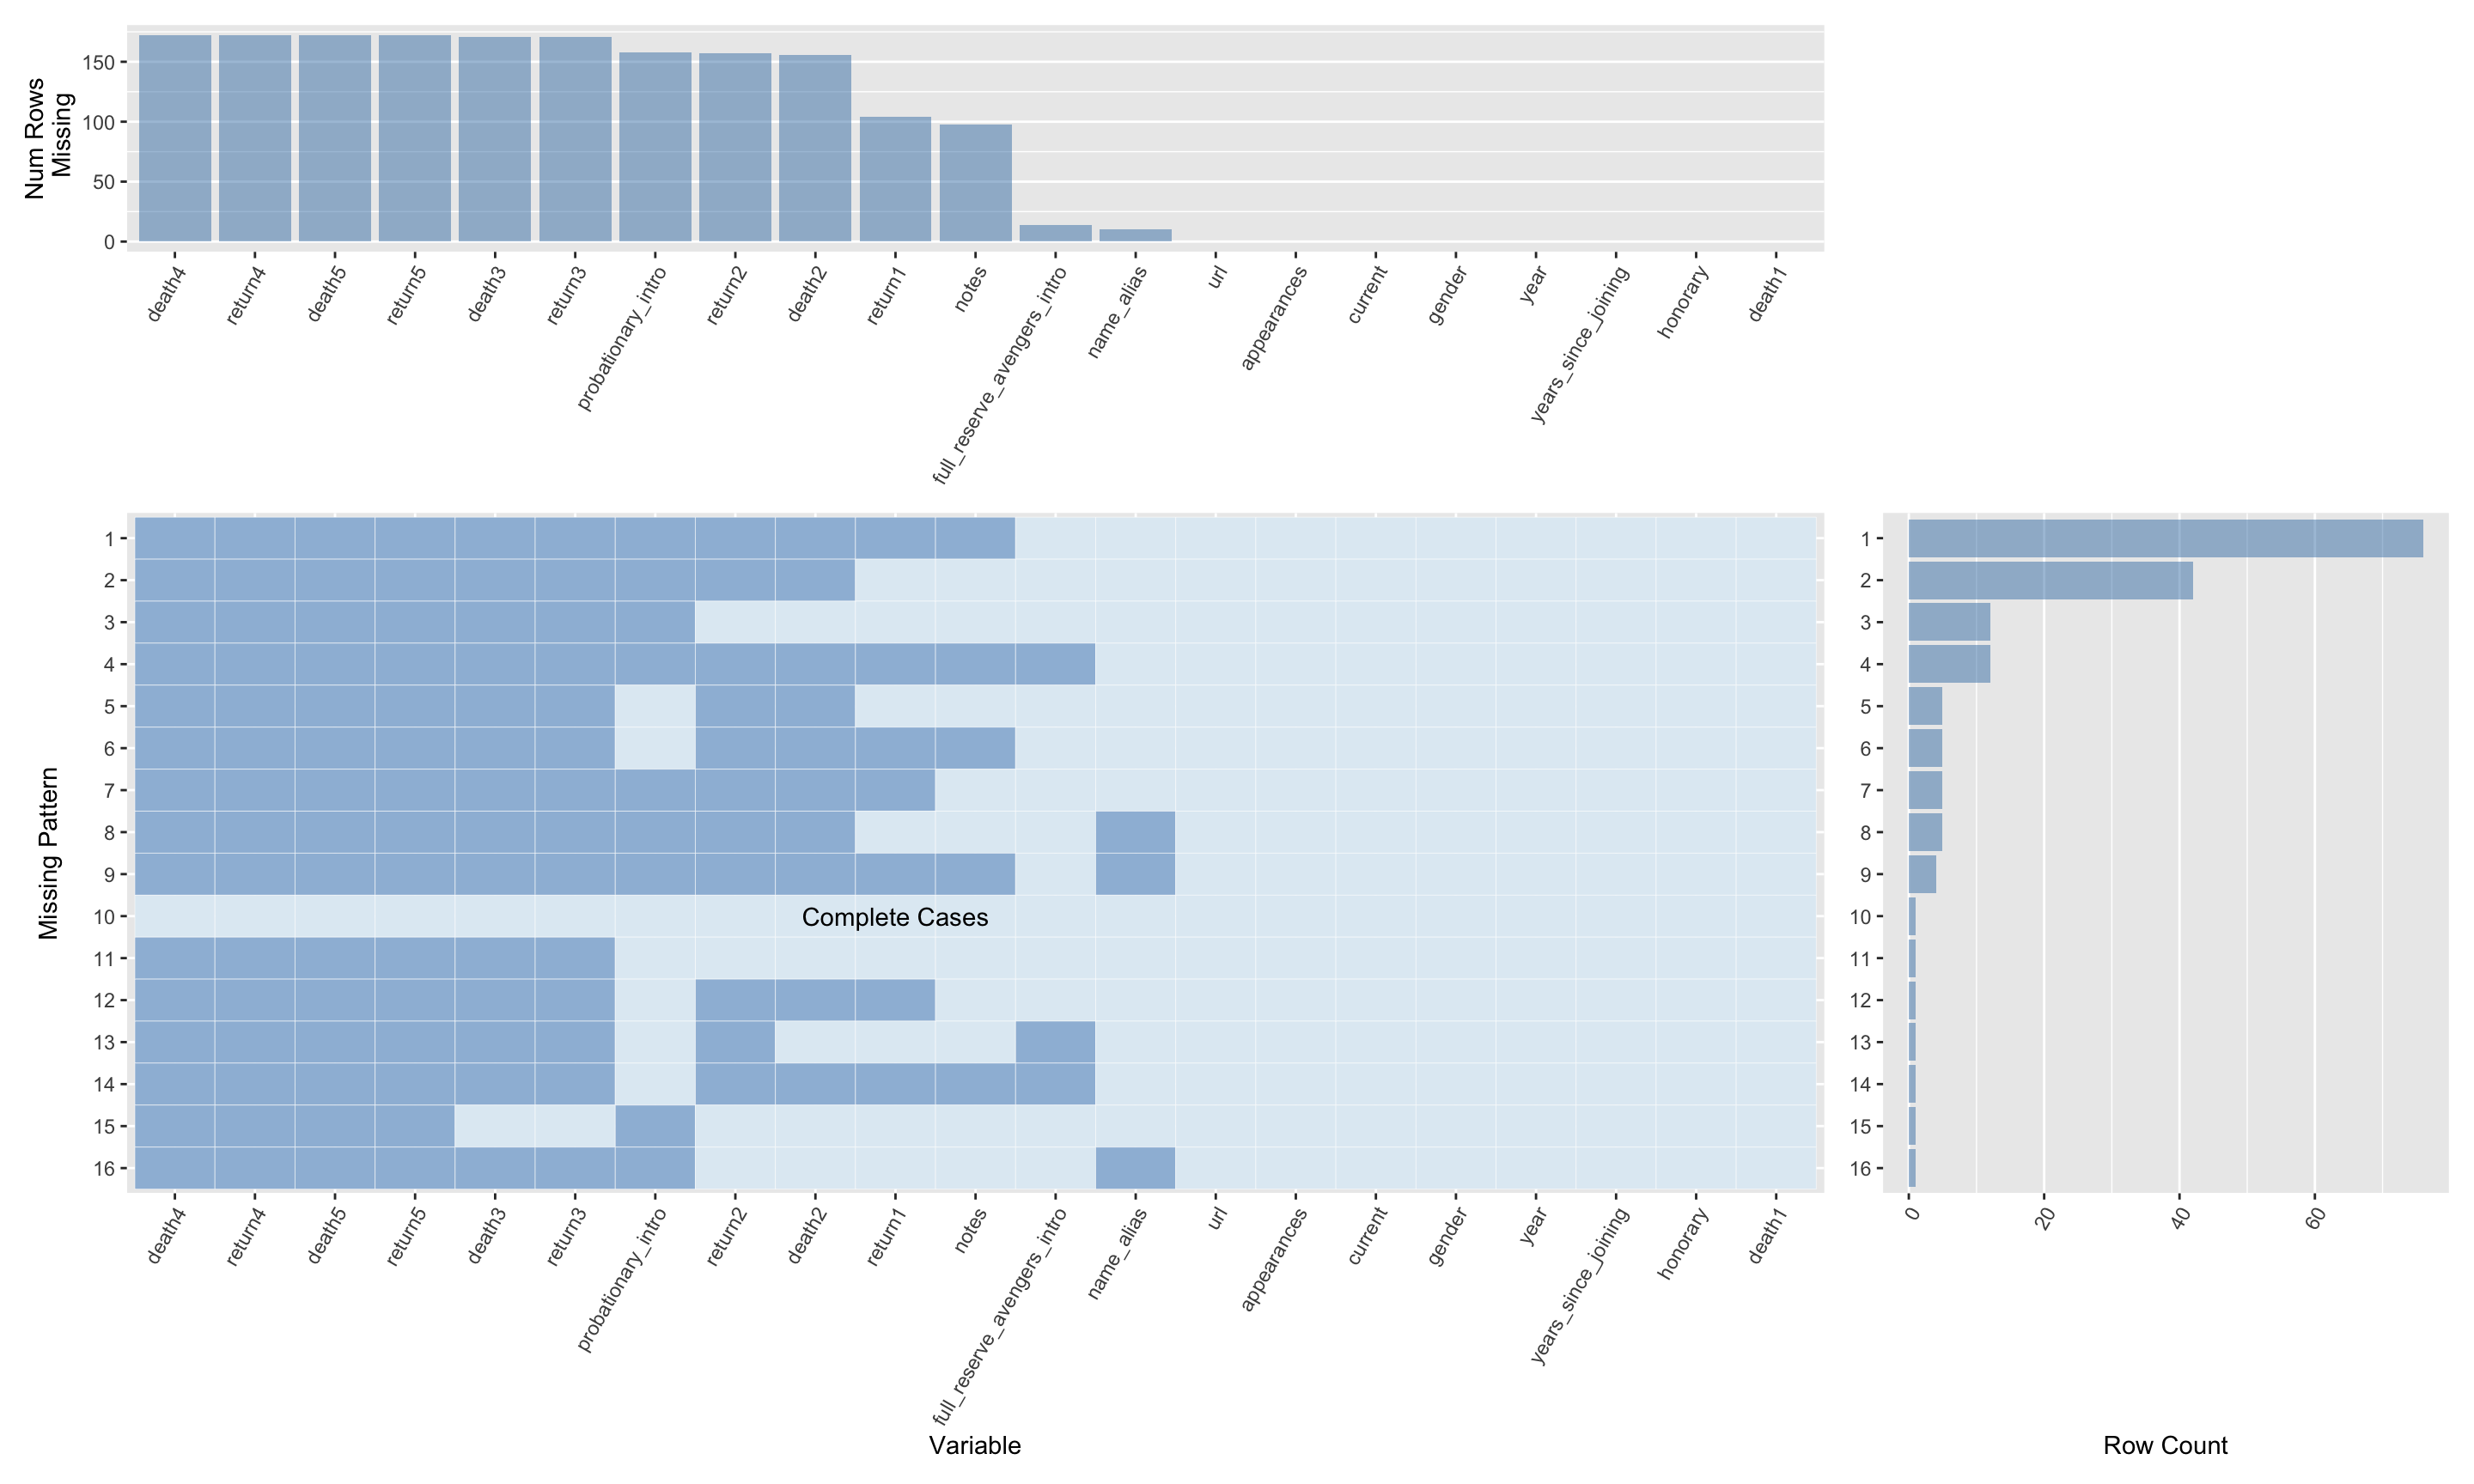 Num Rows
Missing
150
100
50
0
death4
return4
death5
return5
death3
return3
probationary_intro
return2
death2
return1
notes
full_reserve_avengers_intro
name_alias
url
appearances
current
gender
year
years_since_joining
honorary
death1
Missing Pattern
1
2
3
4
5
6
7
8
9
10
11
12
13
14
15
16
Complete Cases
death4
return4
death5
return5
death3
return3
probationary_intro
return2
death2
return1
notes
full_reserve_avengers_intro
name_alias
url
appearances
current
gender
year
years_since_joining
honorary
death1
Variable
1
2
3
4
5
6
7
8
9
10
11
12
13
14
15
16
0
20
40
60
Row Count